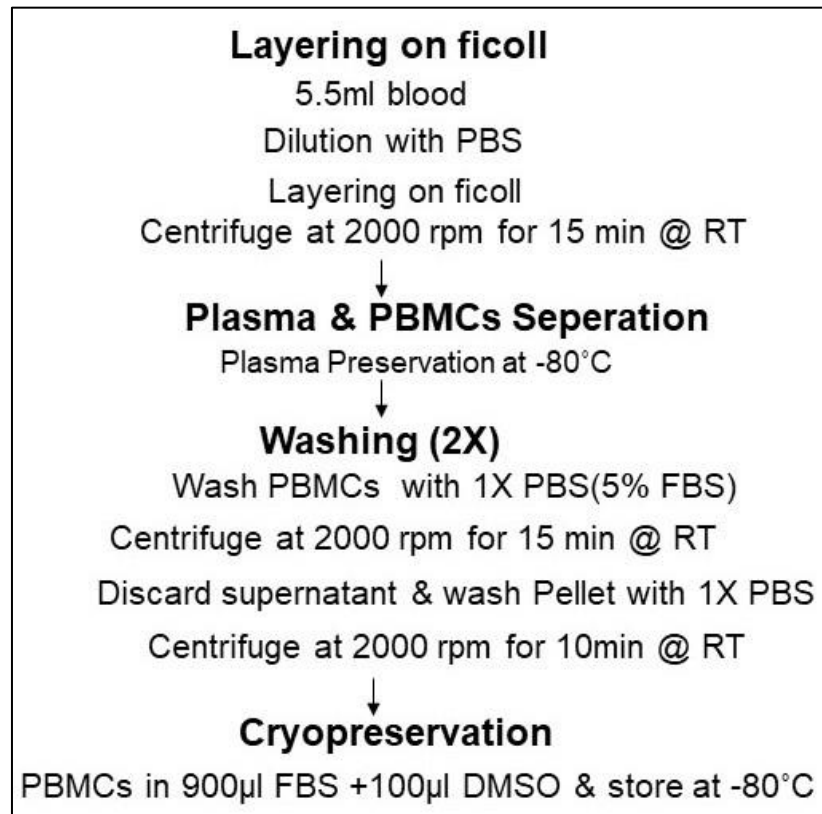 Layering on ficoll
5.5ml blood
Dilution with PBS
Layering on ficoll
Centrifuge at 2000 rpm for 15 min @ RT
Plasma & PBMCs Seperation
Plasma Preservation at -80°C
Washing (2X)
Wash PBMCs with 1X PBS(5% FBS)
Centrifuge at 2000 rpm for 15 min @ RT
Discard supernatant & wash Pellet with 1X PBS
Centrifuge at 2000 rpm for 10min @ RT
Cryopreservation
PBMCs in 900µl FBS +100µl DMSO & store at -80°C